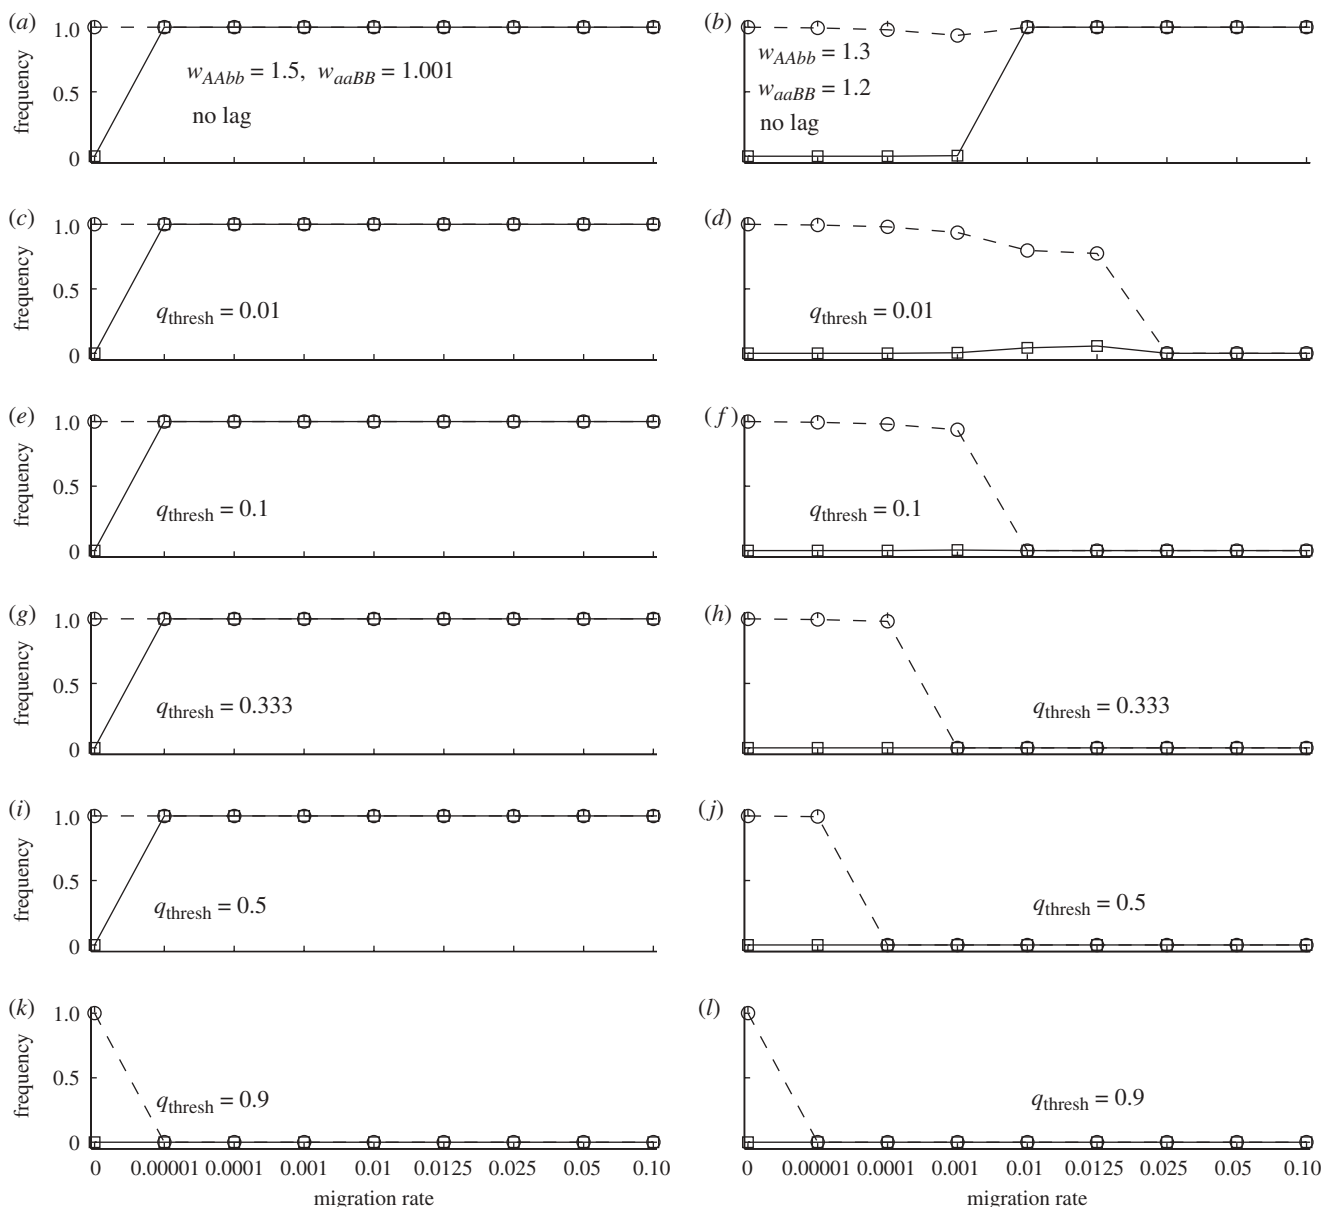 (a)
1.0
0.5
0
frequency
w_AAbb = 1.5, w_aaBB = 1.001
no lag
(b)
w_AAbb = 1.3
w_aaBB = 1.2
no lag
(c)
1.0
0.5
0
frequency
q_thresh = 0.01
(d)
q_thresh = 0.01
(e)
1.0
0.5
0
frequency
q_thresh = 0.1
(f)
q_thresh = 0.1
(g)
1.0
0.5
0
frequency
q_thresh = 0.333
(h)
q_thresh = 0.333
(i)
1.0
0.5
0
frequency
q_thresh = 0.5
(j)
q_thresh = 0.5
(k)
1.0
0.5
0
frequency
q_thresh = 0.9
0 0.00001 0.0001 0.001 0.01 0.0125 0.025 0.05 0.10
migration rate
(l)
q_thresh = 0.9
0 0.00001 0.0001 0.001 0.01 0.0125 0.025 0.05 0.10
migration rate